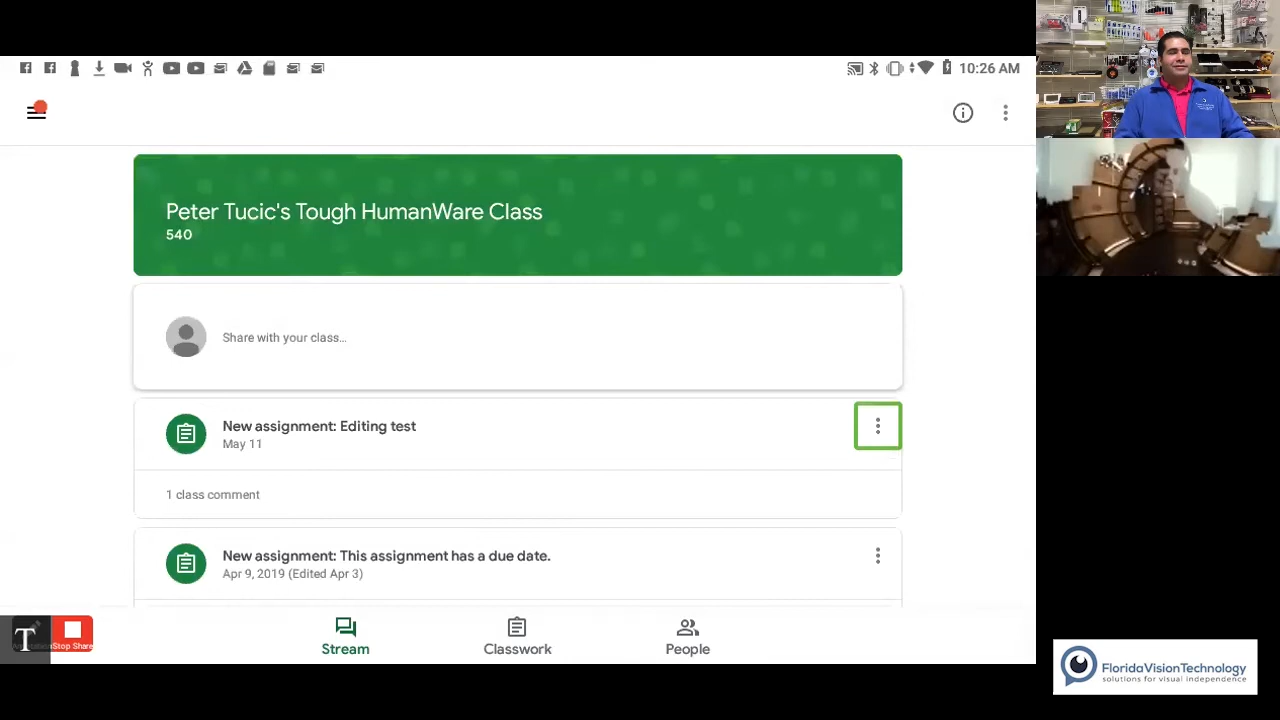 10:26 AM
Peter Tucic's Tough HumanWare Class
540
Share with your class...
New assignment: Editing test
May 11
1 class comment
New assignment: This assignment has a due date.
Apr 9, 2019 (Edited Apr 3)
T
Stop Share
Stream
Classwork
People
FloridaVisionTechnology
solutions for visual independence